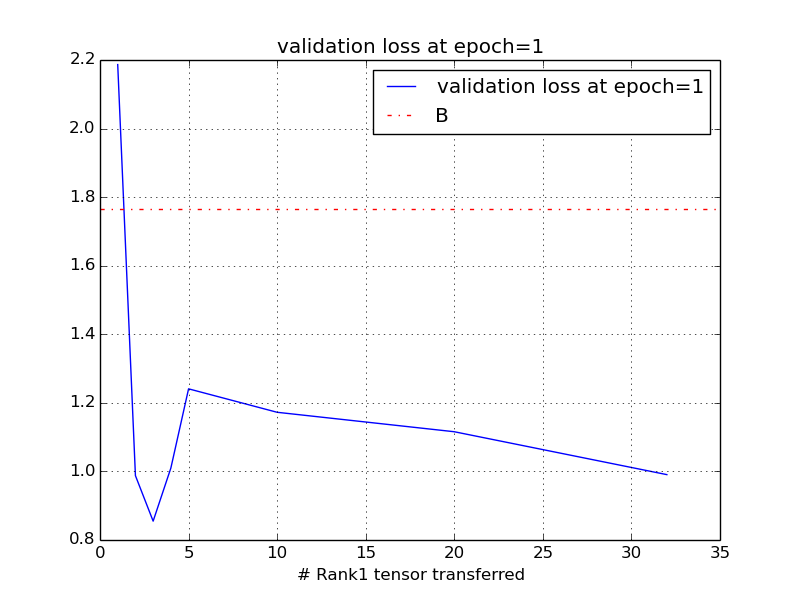 validation loss at epoch=1
validation loss at epoch=1
B
2.2
2.0
1.8
1.6
1.4
1.2
1.0
0.8
0 5 10 15 20 25 30 35
# Rank1 tensor transferred